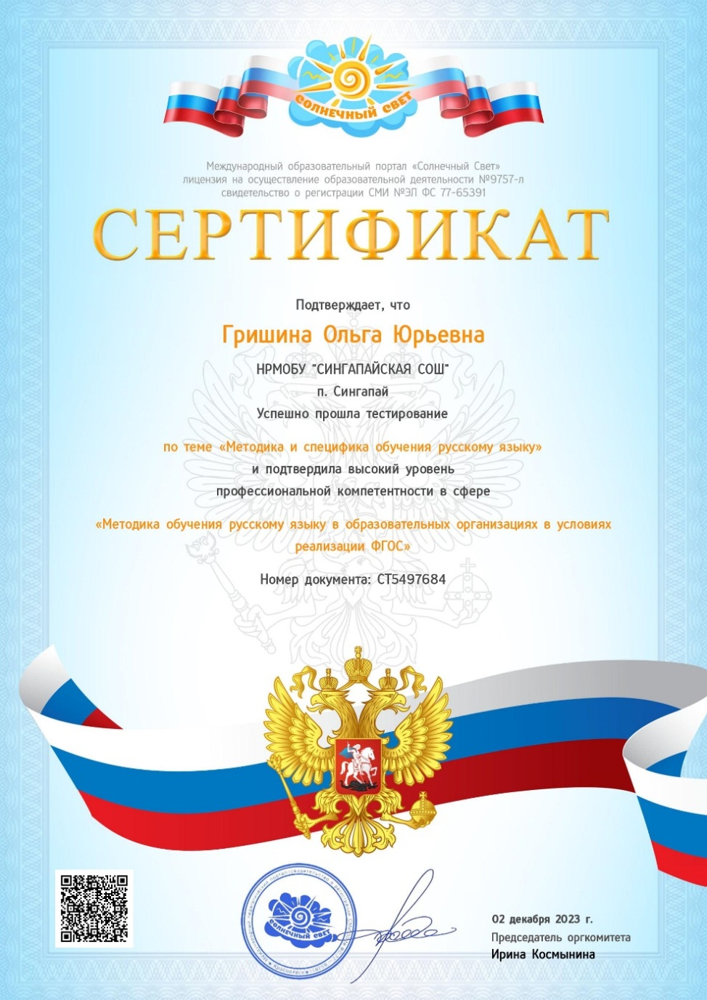 СОЛНЕЧНЫЙ СВЕТ
Международный образовательный портал «Солнечный Свет»
лицензия на осуществление образовательной деятельности №9757-л
свидетельство о регистрации СМИ №ЭЛ ФС 77-65391
СЕРТИФИКАТ
Подтверждает, что
Гришина Ольга Юрьевна
НРМОБУ "СИНГАПАЙСКАЯ СОШ"
п. Сингапай
Успешно прошла тестирование
по теме «Методика и специфика обучения русскому языку»
и подтвердила высокий уровень
профессиональной компетентности в сфере
«Методика обучения русскому языку в образовательных организациях в условиях
реализации ФГОС»
Номер документа: СТ5497684
СОЛНЕЧНЫЙ СВЕТ
02 декабря 2023 г.
Председатель оргкомитета
Ирина Космынина